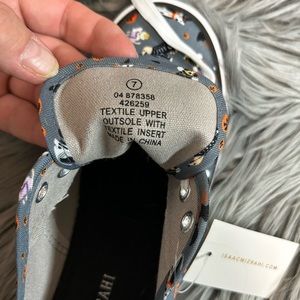 7
04 878358
426259
TEXTILE UPPER
OUTSOLE WITH
TEXTILE INSERT
MADE IN CHINA
ISAACMIZRAHI.COM